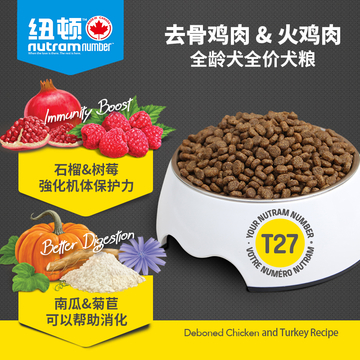 纽顿
nutram number
去骨鸡肉 & 火鸡肉
全龄犬全价犬粮
Immunity Boost
石榴&树莓
強化机体保护力
Better Digestion
南瓜&菊苣
可以帮助消化
YOUR NUTRAM NUMBER
T27
VOTRE NUMÉRO NUTRAM
Deboned Chicken and Turkey Recipe